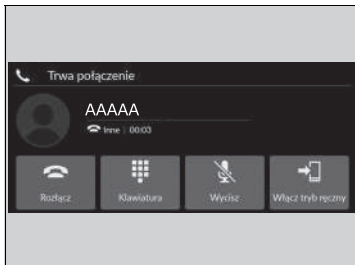 Trwa połączenie
AAAAA
Inne | 00:03
Rozłącz
Klawiatura
Wycisz
Włącz tryb ręczny